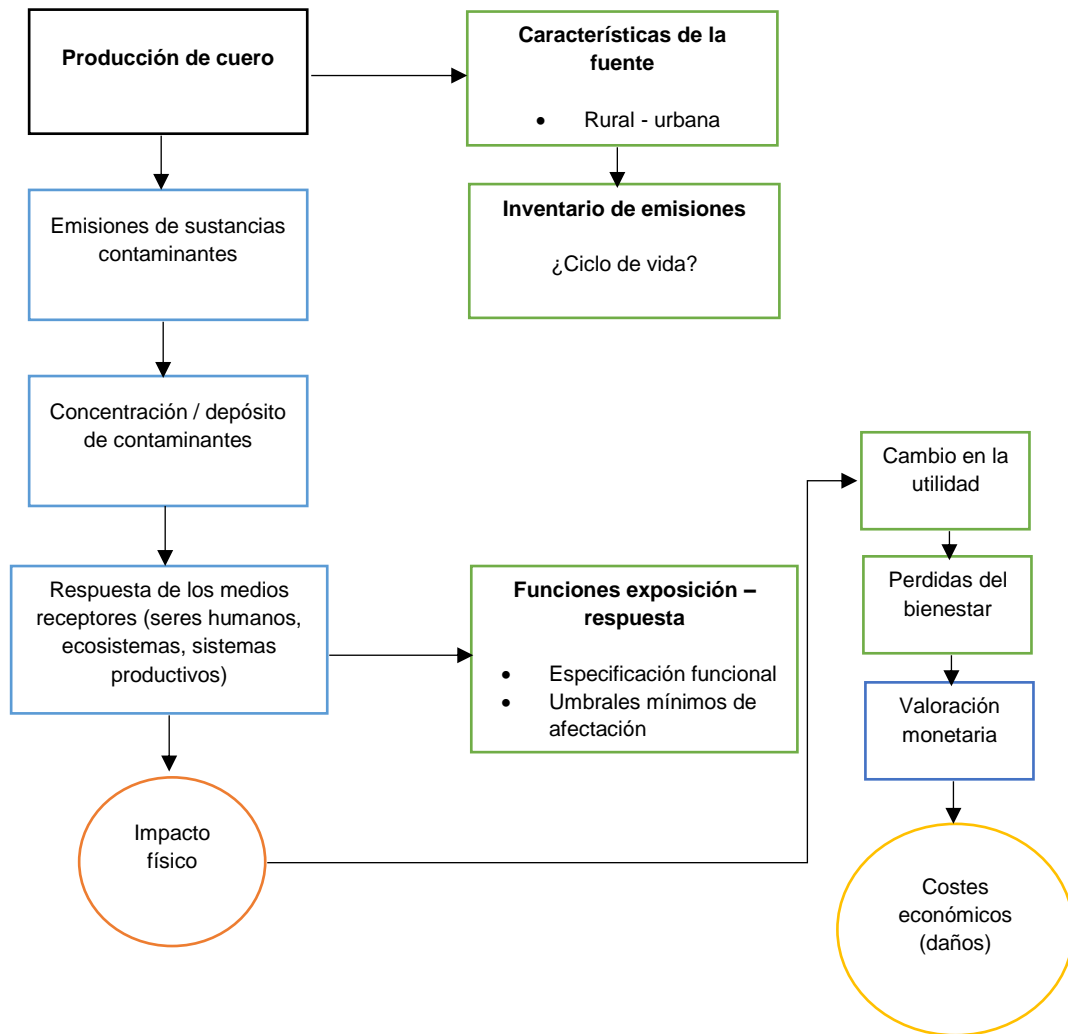 Producción de cuero
Características de la
fuente
• Rural - urbana
Emisiones de sustancias
contaminantes
Inventario de emisiones
¿Ciclo de vida?
Concentración / depósito
de contaminantes
Respuesta de los medios
receptores (seres humanos,
ecosistemas, sistemas
productivos)
Funciones exposición –
respuesta
• Especificación funcional
• Umbrales mínimos de
afectación
Impacto
físico
Cambio en la
utilidad
Perdidas del
bienestar
Valoración
monetaria
Costes
económicos
(daños)